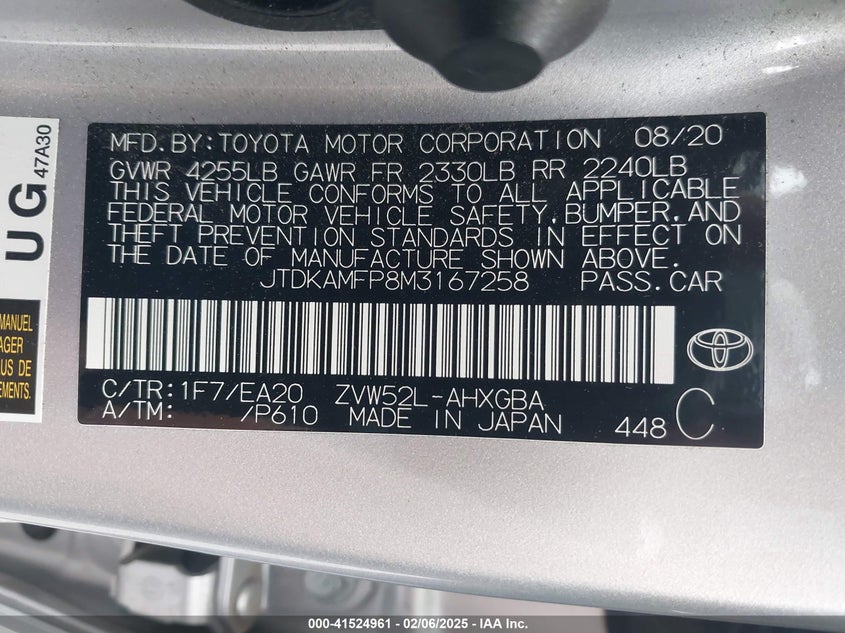 MFD.BY:TOYOTA MOTOR CORPORATION 08/20
GVWR 4255LB GAWR FR 2330LB RR 2240LB
THIS VEHICLE CONFORMS TO ALL APPLICABLE
FEDERAL MOTOR VEHICLE SAFETY,BUMPER,AND
THEFT PREVENTION STANDARDS IN EFFECT ON
THE DATE OF MANUFACTURE SHOWN ABOVE.
JTDKAMFP8M3167258 PASS.CAR
C/TR:1F7/EA20 ZVW52L-AHXGBA
A/TM: /P610 MADE IN JAPAN 448 C
UG
47A30
MANUEL
AGER
US DE
EMENTS.
000-41524961 - 02/06/2025 - IAA Inc.